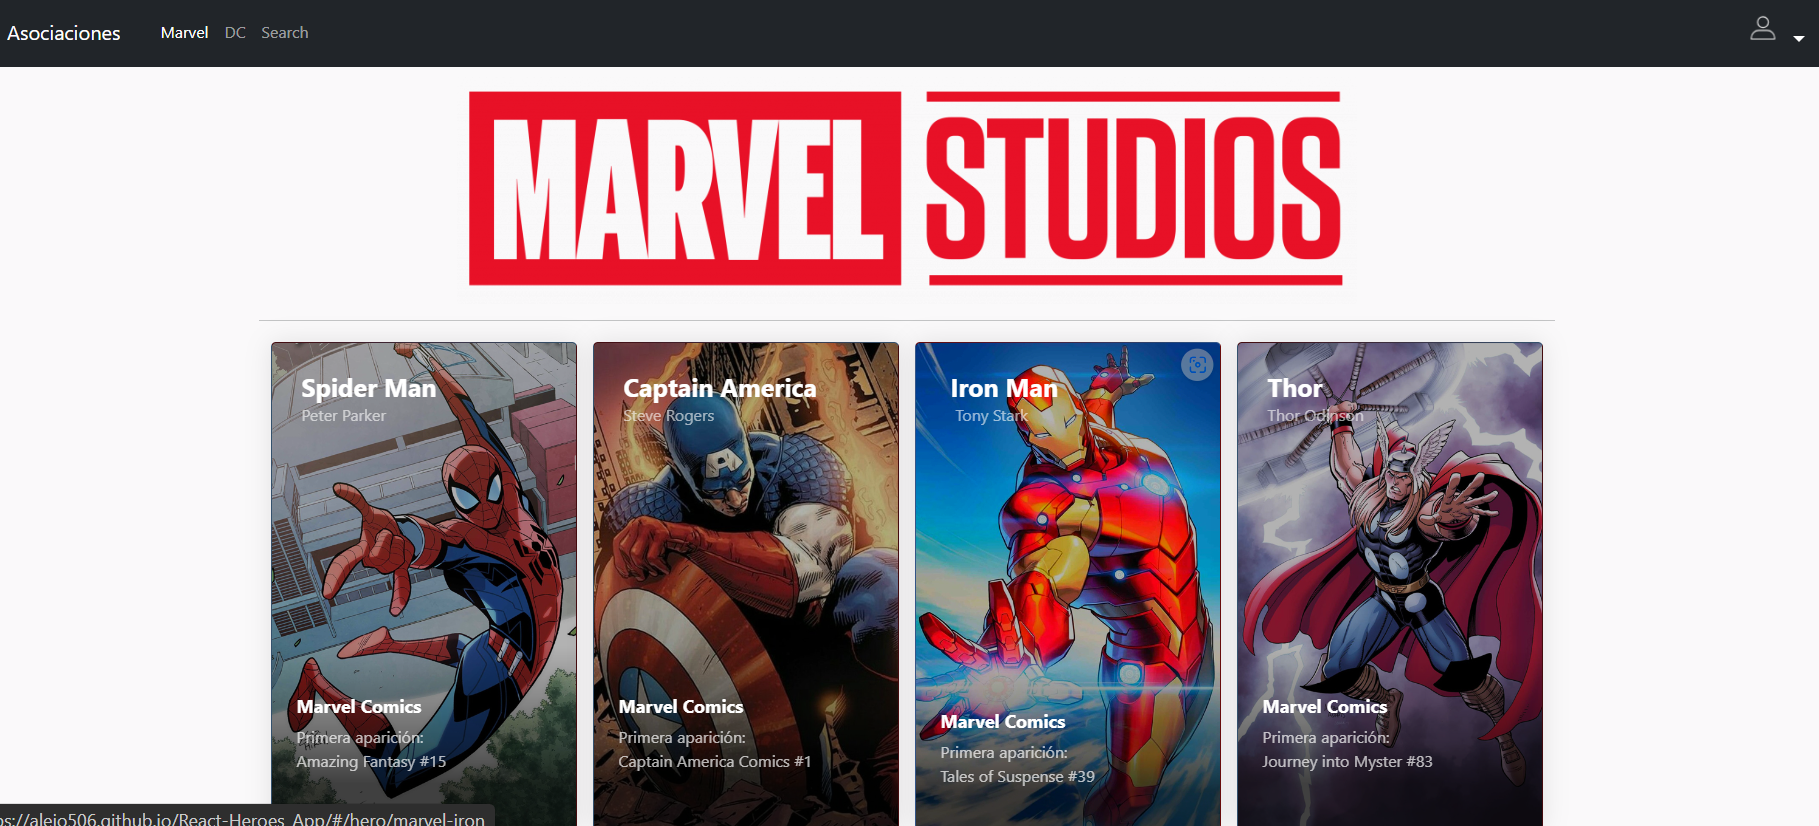 Asociaciones Marvel DC Search
MARVEL STUDIOS
Spider Man
Peter Parker
Marvel Comics
Primera aparición:
Amazing Fantasy #15
Captain America
Steve Rogers
Marvel Comics
Primera aparición:
Captain America Comics #1
Iron Man
Tony Stark
Marvel Comics
Primera aparición:
Tales of Suspense #39
Thor
Thor Odinson
Marvel Comics
Primera aparición:
Journey into Myster #83
ps://alejo506.github.io/React-Heroes_App/#/hero/marvel-iron